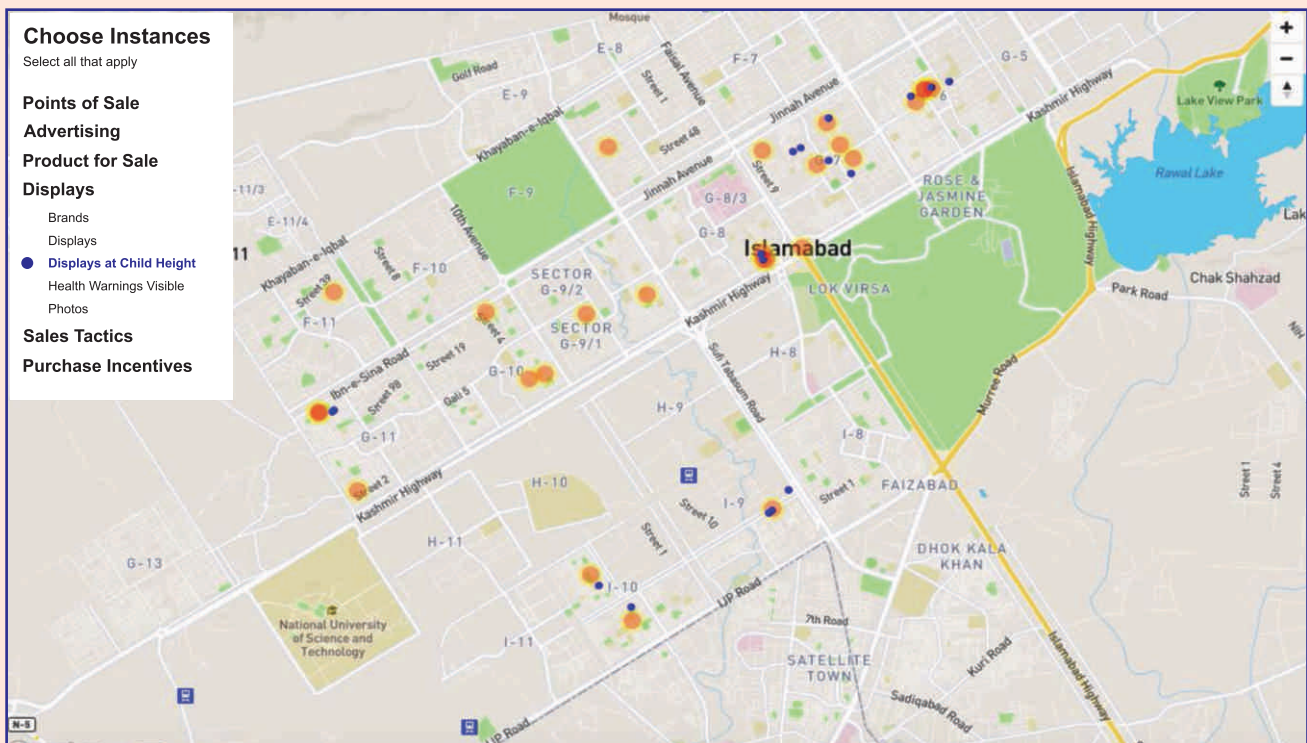 Choose Instances
Select all that apply
Points of Sale
Advertising
Product for Sale
Displays
Brands
Displays
Displays at Child Height
Health Warnings Visible
Photos
Sales Tactics
Purchase Incentives
Mosque
E-8
Faisal Avenue
F-7
G-5
Golf Road
Street 1
Jinnah Avenue
Kashmir Highway
E-9
6
Lake View Park
Khayaban-e-Iqbal
Street 48
Rawal Lake
-11/3
F-9
Jinnah Avenue
Street 9
G-7
ROSE &
JASMINE
GARDEN
Islamabad Highway
E-11/4
10th Avenue
G-8/3
Lak
11
Khayaban-e-Iqbal
Street 8
G-8
Islamabad
F-10
SECTOR
G-9/2
LOK VIRSA
Chak Shahzad
Street 39
Kashmir Highway
Park Road
F-11
Street 4
SECTOR
G-9/1
NIH
Ibn-e-Sina Road
Street 19
Sufi Tabasum Road
H-8
G-10
Street 98
Gali 5
H-9
Murree Road
G-11
I-8
Street 2
Kashmir Highway
H-10
Street 10
I-9
Street 1
FAIZABAD
Street 1
Street 4
H-11
Street 1
DHOK KALA
KHAN
G-13
I-10
IJP Road
National University
of Science and
Technology
I-11
7th Road
SATELLITE
TOWN
Kuri Road
Islamabad Highway
Sadiqabad Road
N-5
IJP Road